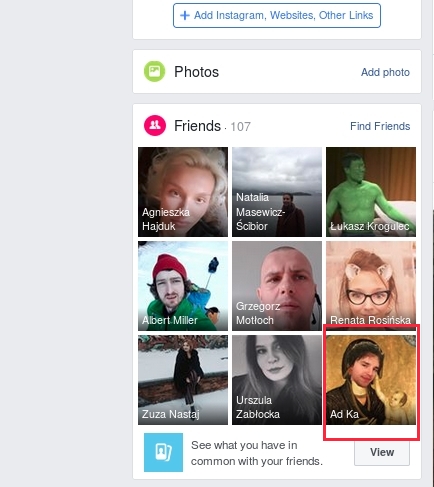 + Add Instagram, Websites, Other Links
Photos
Add photo
Friends · 107
Find Friends
Agnieszka
Hajduk
Natalia
Masewicz-
Ścibior
Łukasz Krogulec
Albert Miller
Grzegorz
Motłoch
Renata Rosińska
Zuza Nastaj
Urszula
Zabłocka
Ad Ka
See what you have in
common with your friends.
View